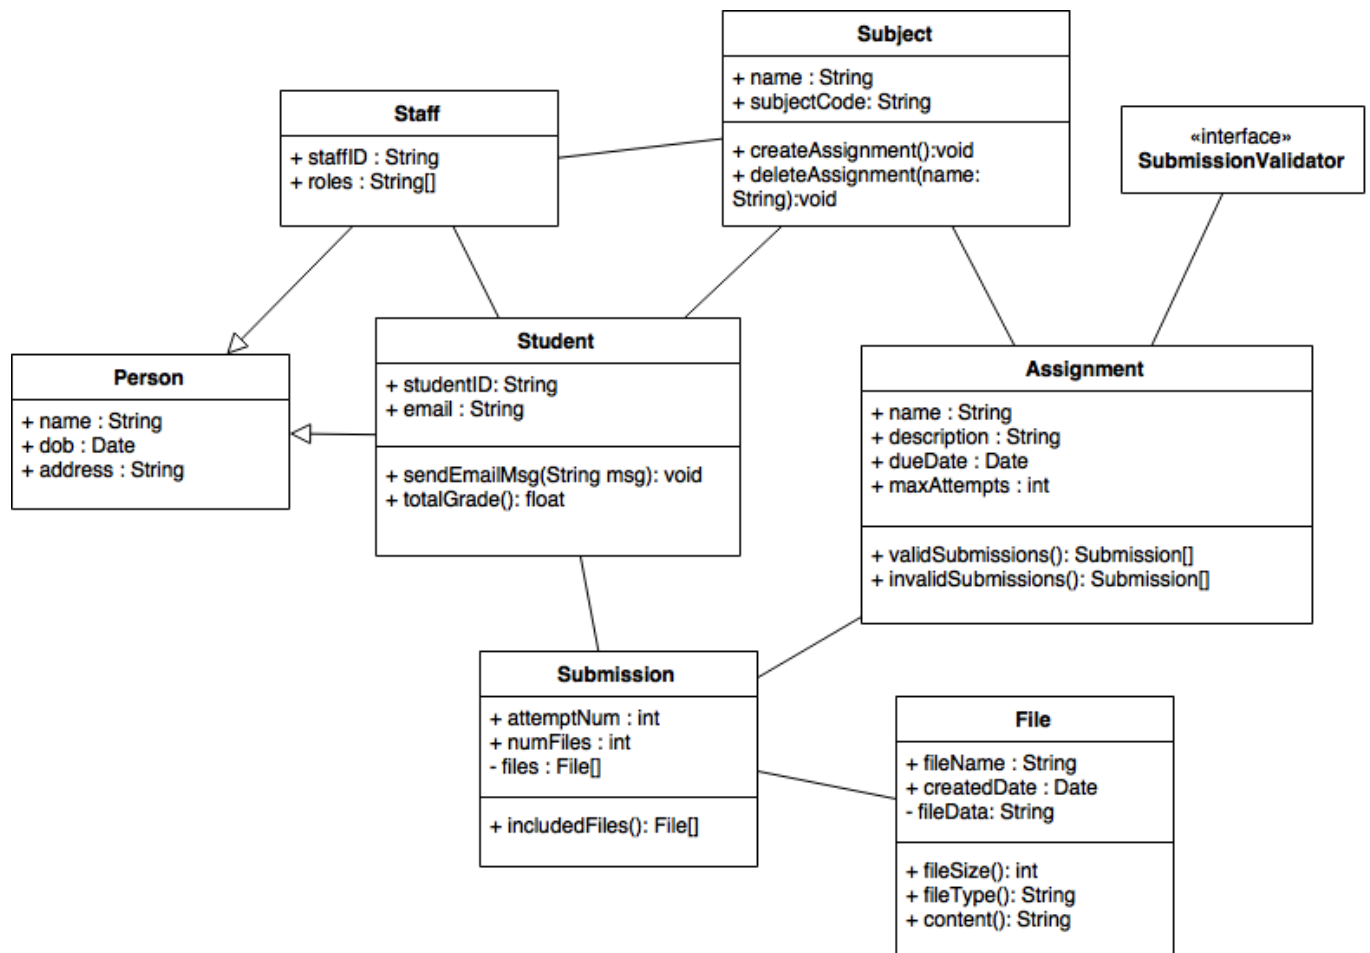 Subject
+ name : String
+ subjectCode: String
+ createAssignment():void
+ deleteAssignment(name:
String):void
Staff
+ staffID : String
+ roles : String[]
«interface»
SubmissionValidator
Person
+ name : String
+ dob : Date
+ address : String
Student
+ studentID: String
+ email : String
+ sendEmailMsg(String msg): void
+ totalGrade(): float
Assignment
+ name : String
+ description : String
+ dueDate : Date
+ maxAttempts : int
+ validSubmissions(): Submission[]
+ invalidSubmissions(): Submission[]
Submission
+ attemptNum : int
+ numFiles : int
- files : File[]
+ includedFiles(): File[]
File
+ fileName : String
+ createdDate : Date
- fileData: String
+ fileSize(): int
+ fileType(): String
+ content(): String